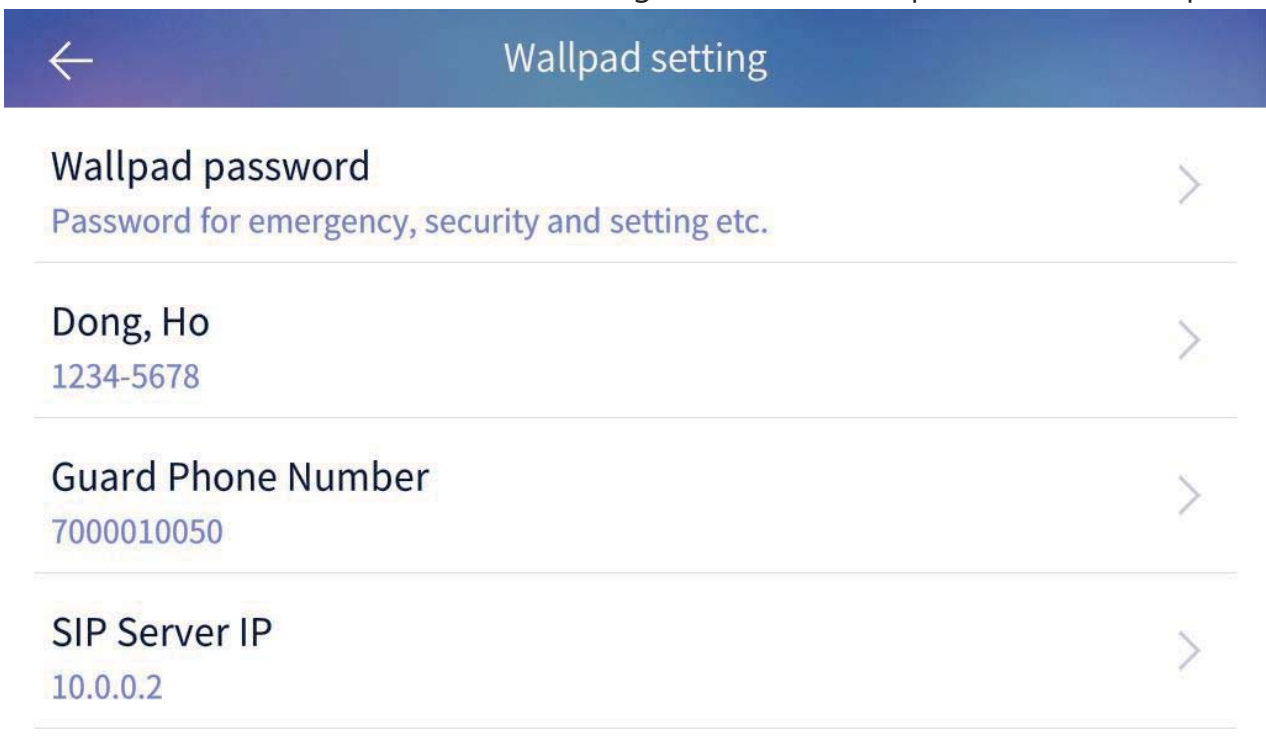 Wallpad setting
Wallpad password
Password for emergency, security and setting etc.
Dong, Ho
1234-5678
Guard Phone Number
7000010050
SIP Server IP
10.0.0.2